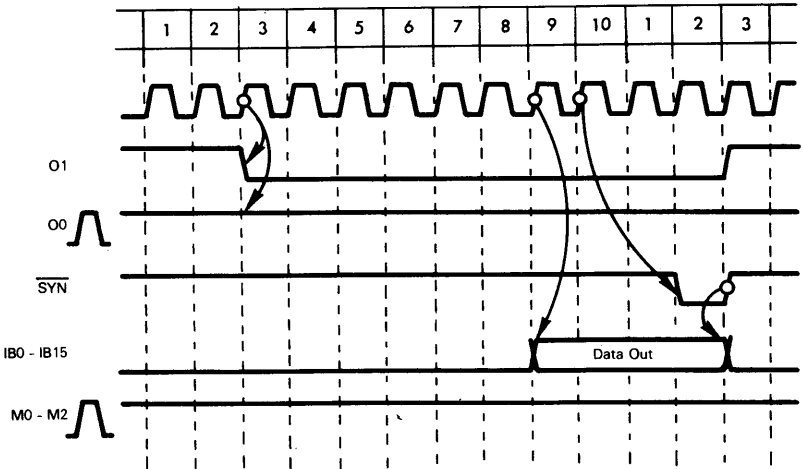 1 2 3 4 5 6 7 8 9 10 1 2 3
O1
O0
SYN
IB0 - IB15
Data Out
M0 - M2